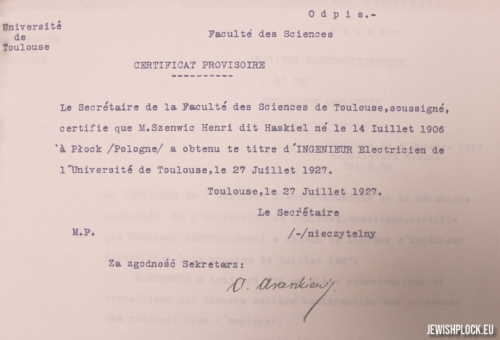 O d p i s.-
Université
de
Toulouse
Faculté des Sciences
CERTIFICAT PROVISOIRE
----------
Le Secrétaire de la Faculté des Sciences de Toulouse,soussigné,
certifie que M.Szenwic Henri dit Haskiel né le 14 Iuillet 1906
'à Płock /Pologne/ a obtenu te titre d'INGENIEUR Electricien de
l'Université de Toulouse, le 27 Juillet 1927.
Toulouse,le 27 Juillet 1927.
Le Secrétaire
M.P.
/-/nieczytelny
Za zgodność Sekretarz:
JEWISHPLOCK.EU